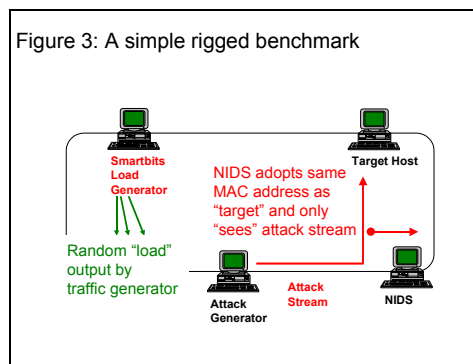 Figure 3: A simple rigged benchmark
Smartbits
Load
Generator
Target Host
NIDS adopts same
MAC address as
“target” and only
“sees” attack stream
Random “load”
output by
traffic generator
Attack
Generator
Attack
Stream
NIDS